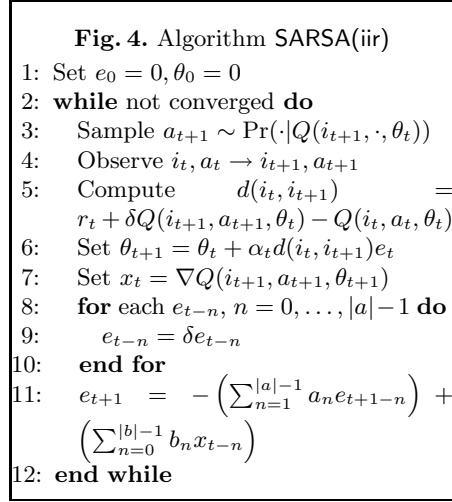 Fig. 4. Algorithm SARSA(iir)
1: Set e_0 = 0, θ_0 = 0
2: while not converged do
3: Sample a_{t+1} ∼ Pr(·|Q(i_{t+1}, ·, θ_t))
4: Observe i_t, a_t → i_{t+1}, a_{t+1}
5: Compute d(i_t, i_{t+1}) =
r_t + δQ(i_{t+1}, a_{t+1}, θ_t) − Q(i_t, a_t, θ_t)
6: Set θ_{t+1} = θ_t + α_t d(i_t, i_{t+1})e_t
7: Set x_t = ∇Q(i_{t+1}, a_{t+1}, θ_{t+1})
8: for each e_{t−n}, n = 0, . . . , |a|−1 do
9: e_{t−n} = δe_{t−n}
10: end for
11: e_{t+1} = −(∑_{n=1}^{|a|−1} a_n e_{t+1−n}) +
(∑_{n=0}^{|b|−1} b_n x_{t−n})
12: end while